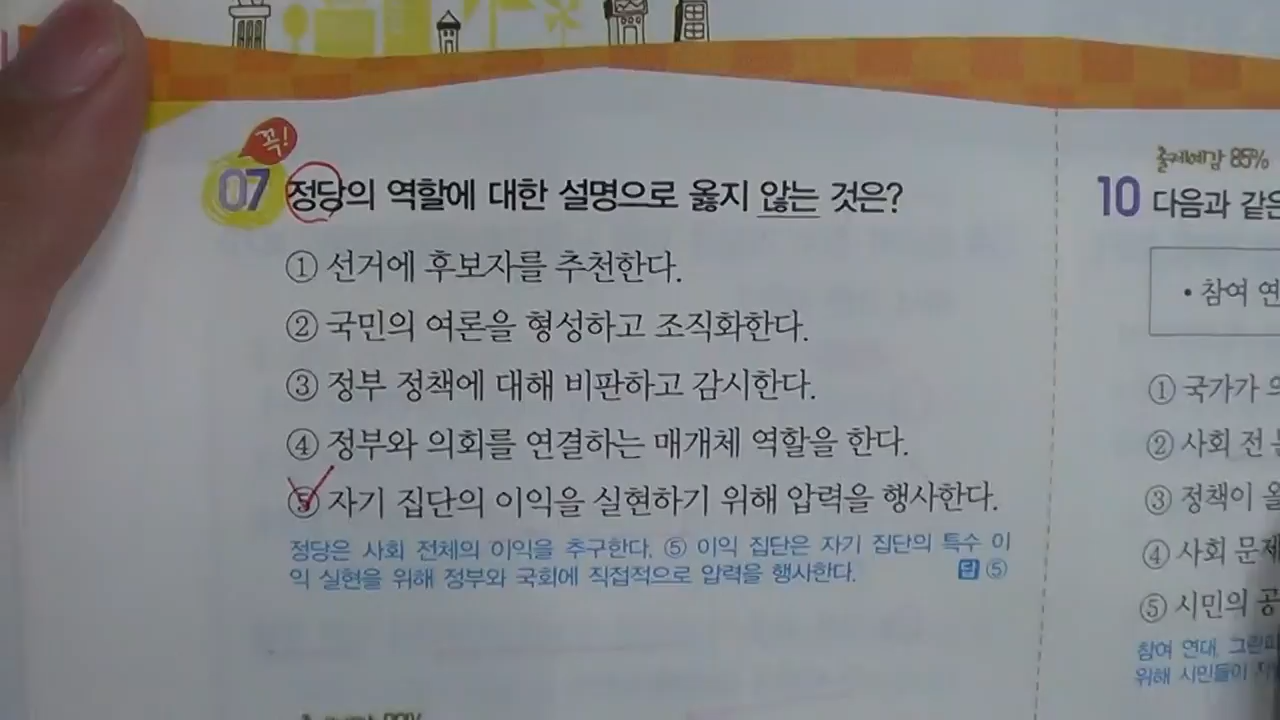 꼭!
07 정당의 역할에 대한 설명으로 옳지 않는 것은?
① 선거에 후보자를 추천한다.
② 국민의 여론을 형성하고 조직화한다.
③ 정부 정책에 대해 비판하고 감시한다.
④ 정부와 의회를 연결하는 매개체 역할을 한다.
⑤ 자기 집단의 이익을 실현하기 위해 압력을 행사한다.
정당은 사회 전체의 이익을 추구한다. ⑤ 이익 집단은 자기 집단의 특수 이
익 실현을 위해 정부와 국회에 직접적으로 압력을 행사한다. 답 ⑤
출제예감 85%
10 다음과 같은
• 참여 연
① 국가가
② 사회 전
③ 정책이
④ 사회 문제
⑤ 시민의 공
참여 연대, 그린피
위해 시민들이